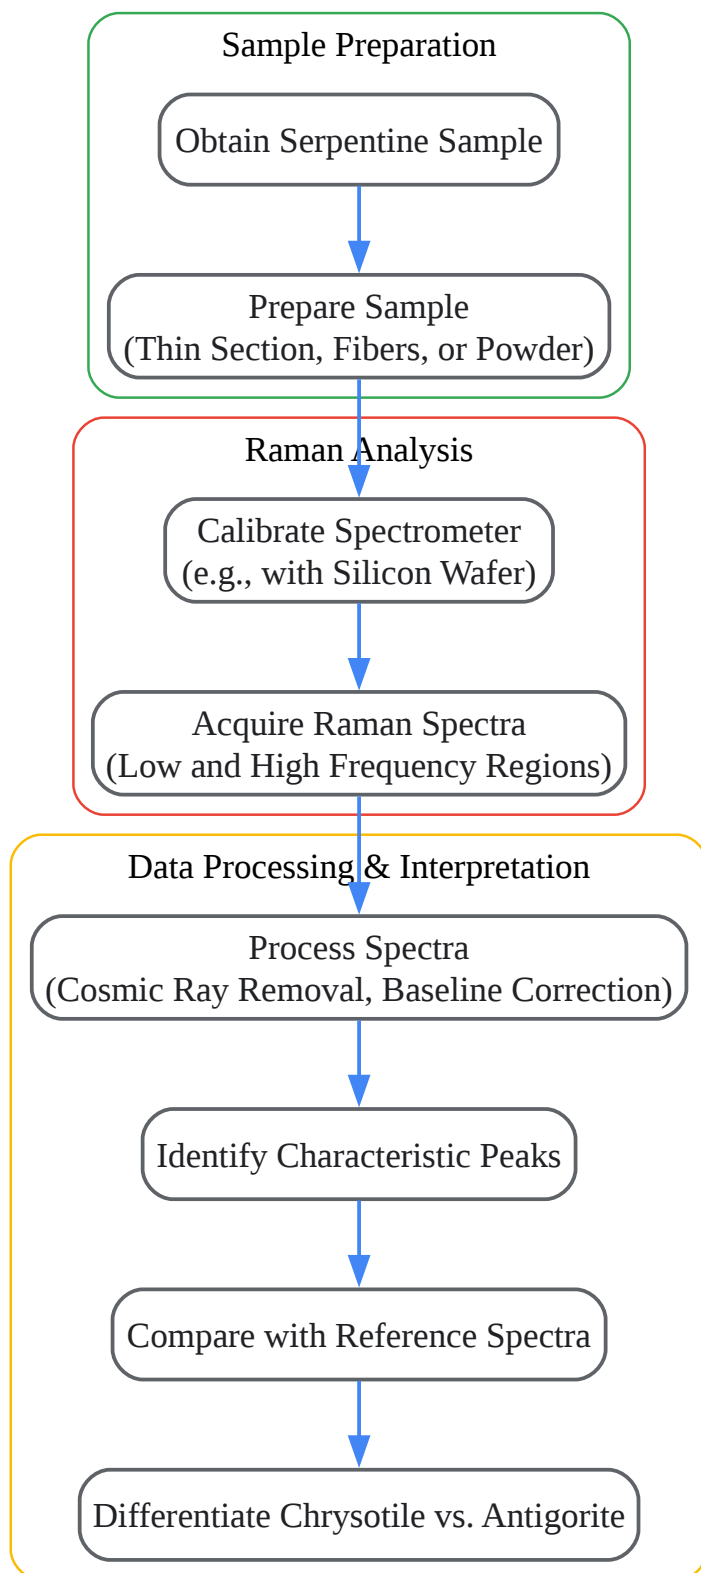 Sample Preparation
Obtain Serpentine Sample
Prepare Sample
(Thin Section, Fibers, or Powder)
Raman Analysis
Calibrate Spectrometer
(e.g., with Silicon Wafer)
Acquire Raman Spectra
(Low and High Frequency Regions)
Data Processing & Interpretation
Process Spectra
(Cosmic Ray Removal, Baseline Correction)
Identify Characteristic Peaks
Compare with Reference Spectra
Differentiate Chrysotile vs. Antigorite